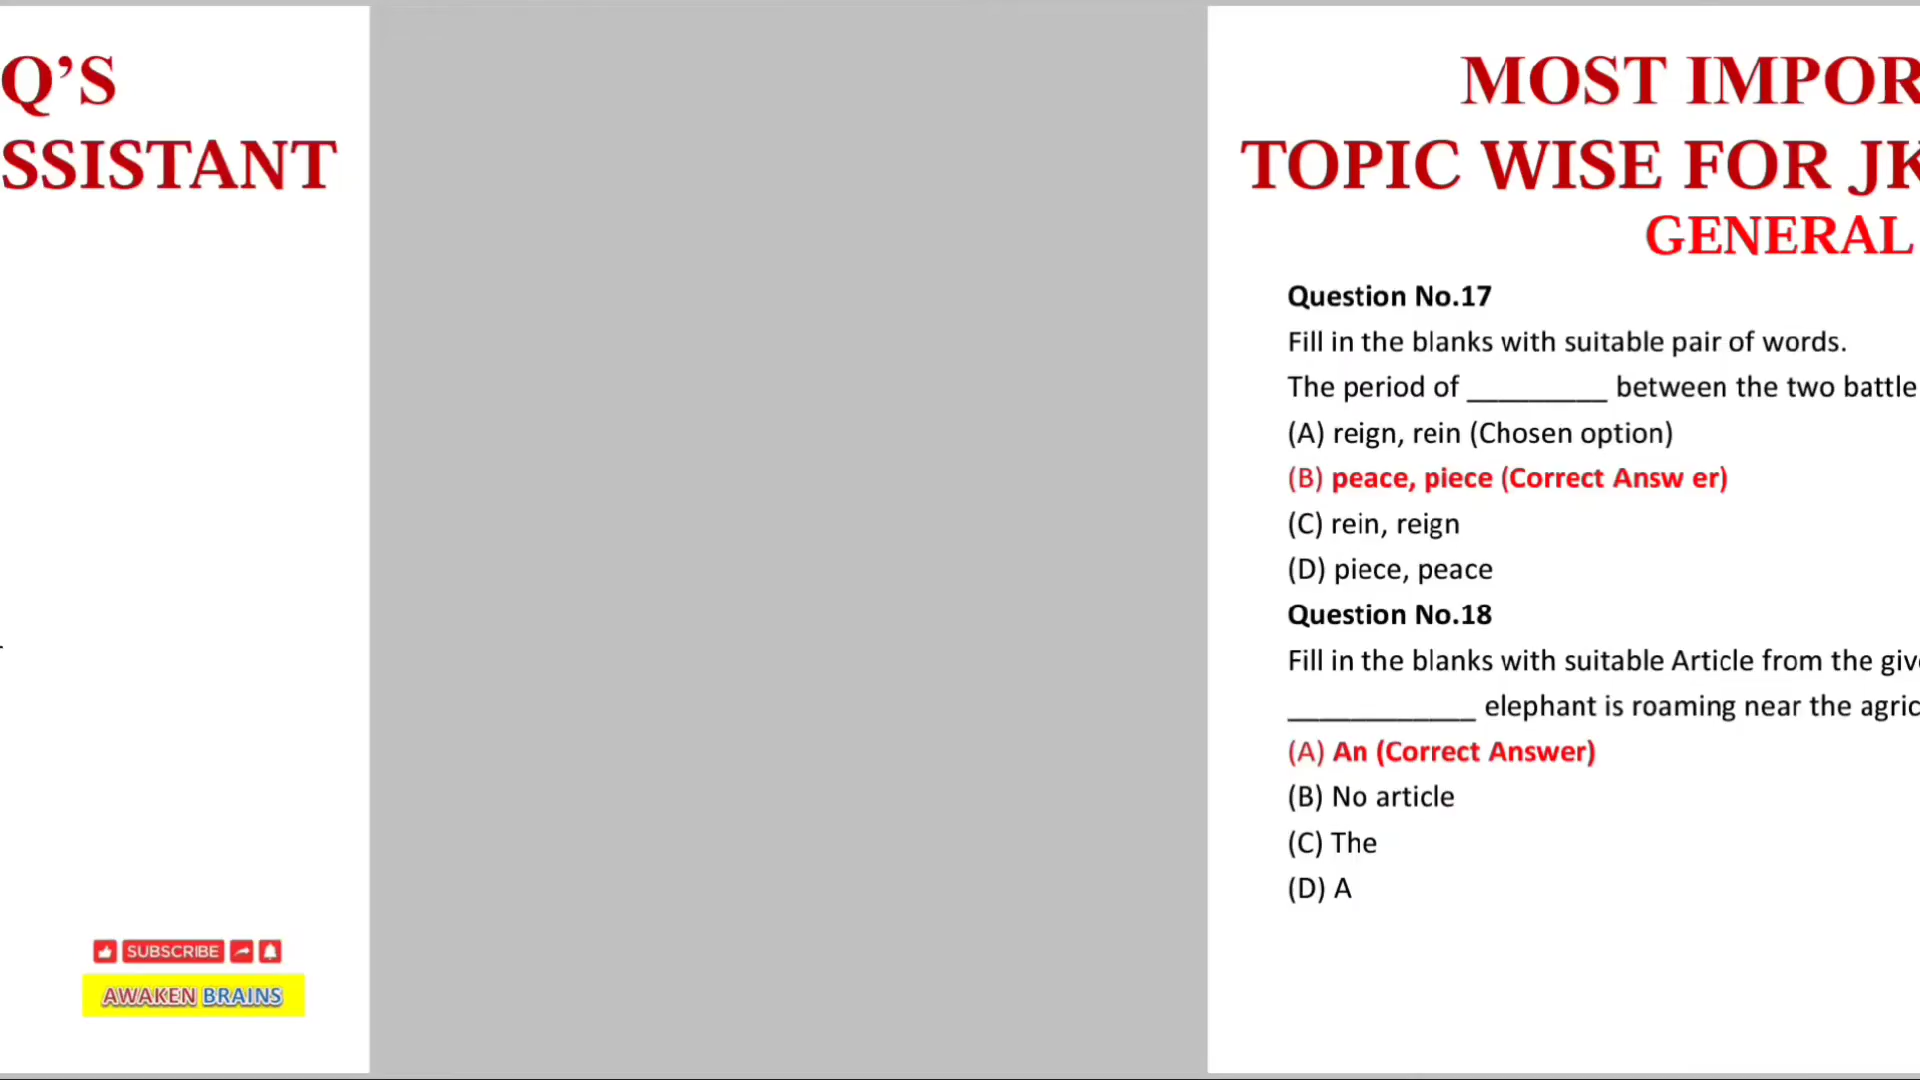 Q'S
SSISTANT
SUBSCRIBE
AWAKEN BRAINS
MOST IMPOR
TOPIC WISE FOR JK
GENERAL
Question No.17
Fill in the blanks with suitable pair of words.
The period of _________ between the two battle
(A) reign, rein (Chosen option)
(B) peace, piece (Correct Answ er)
(C) rein, reign
(D) piece, peace
Question No.18
Fill in the blanks with suitable Article from the giv
____________ elephant is roaming near the agric
(A) An (Correct Answer)
(B) No article
(C) The
(D) A